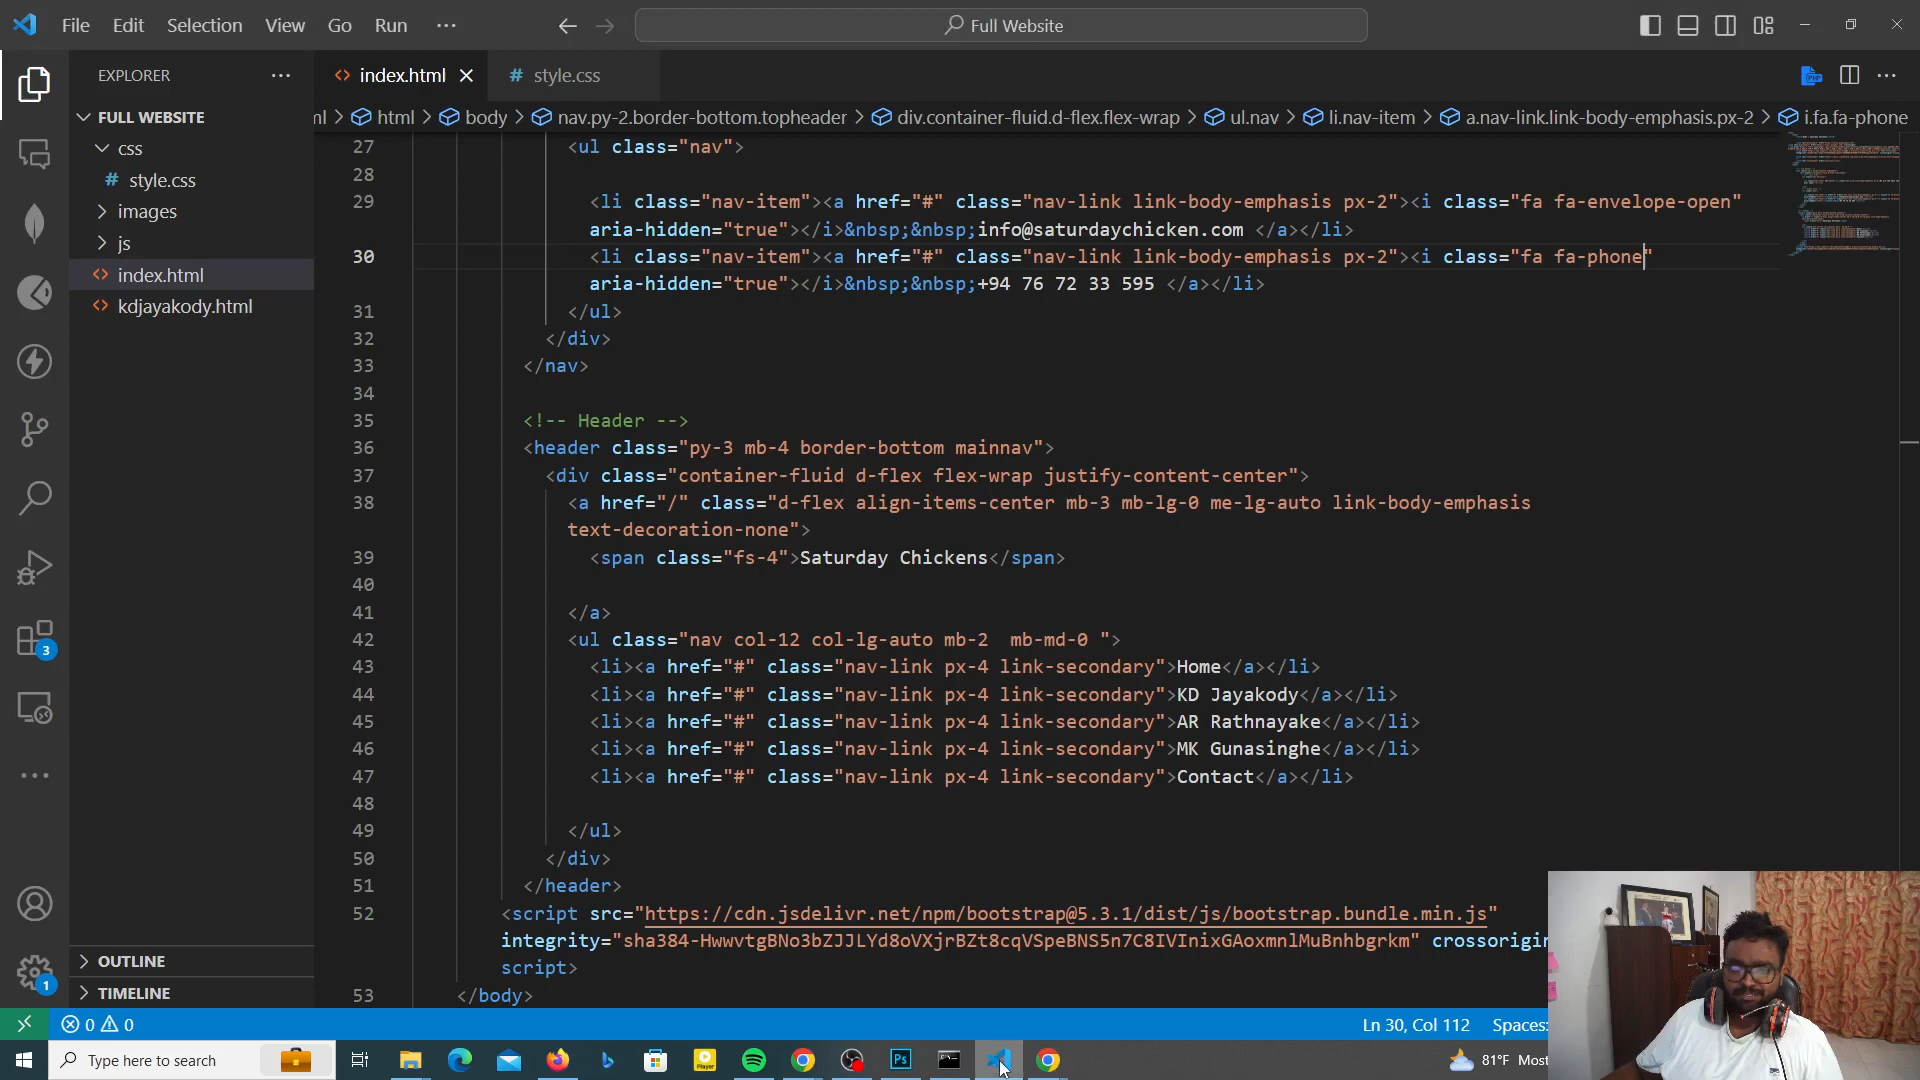 File Edit Selection View Go Run ··· Full Website
EXPLORER ···
index.html style.css
FULL WEBSITE
css
style.css
images
js
index.html
kdjayakody.html
OUTLINE
TIMELINE
3
1
ml > html > body > nav.py-2.border-bottom.topheader > div.container-fluid.d-flex.flex-wrap > ul.nav > li.nav-item > a.nav-link.link-body-emphasis.px-2 > i.fa.fa-phone
27 <ul class="nav">
28
29 <li class="nav-item"><a href="#" class="nav-link link-body-emphasis px-2"><i class="fa fa-envelope-open"
aria-hidden="true"></i>&nbsp;&nbsp;info@saturdaychicken.com </a></li>
30 <li class="nav-item"><a href="#" class="nav-link link-body-emphasis px-2"><i class="fa fa-phone"
aria-hidden="true"></i>&nbsp;&nbsp;+94 76 72 33 595 </a></li>
31 </ul>
32 </div>
33 </nav>
34
35 <!-- Header -->
36 <header class="py-3 mb-4 border-bottom mainnav">
37 <div class="container-fluid d-flex flex-wrap justify-content-center">
38 <a href="/" class="d-flex align-items-center mb-3 mb-lg-0 me-lg-auto link-body-emphasis
text-decoration-none">
39 <span class="fs-4">Saturday Chickens</span>
40
41 </a>
42 <ul class="nav col-12 col-lg-auto mb-2  mb-md-0 ">
43 <li><a href="#" class="nav-link px-4 link-secondary">Home</a></li>
44 <li><a href="#" class="nav-link px-4 link-secondary">KD Jayakody</a></li>
45 <li><a href="#" class="nav-link px-4 link-secondary">AR Rathnayake</a></li>
46 <li><a href="#" class="nav-link px-4 link-secondary">MK Gunasinghe</a></li>
47 <li><a href="#" class="nav-link px-4 link-secondary">Contact</a></li>
48
49 </ul>
50 </div>
51 </header>
52 <script src="https://cdn.jsdelivr.net/npm/bootstrap@5.3.1/dist/js/bootstrap.bundle.min.js"
integrity="sha384-HwwvtgBNo3bZJJLYd8oVXjrBZt8cqVSpeBNS5n7C8IVInixGAoxmnlMuBnhbgrkm" crossorigin
script>
53 </body>
0 0 Ln 30, Col 112 Spaces:
Type here to search Ps 81°F Most